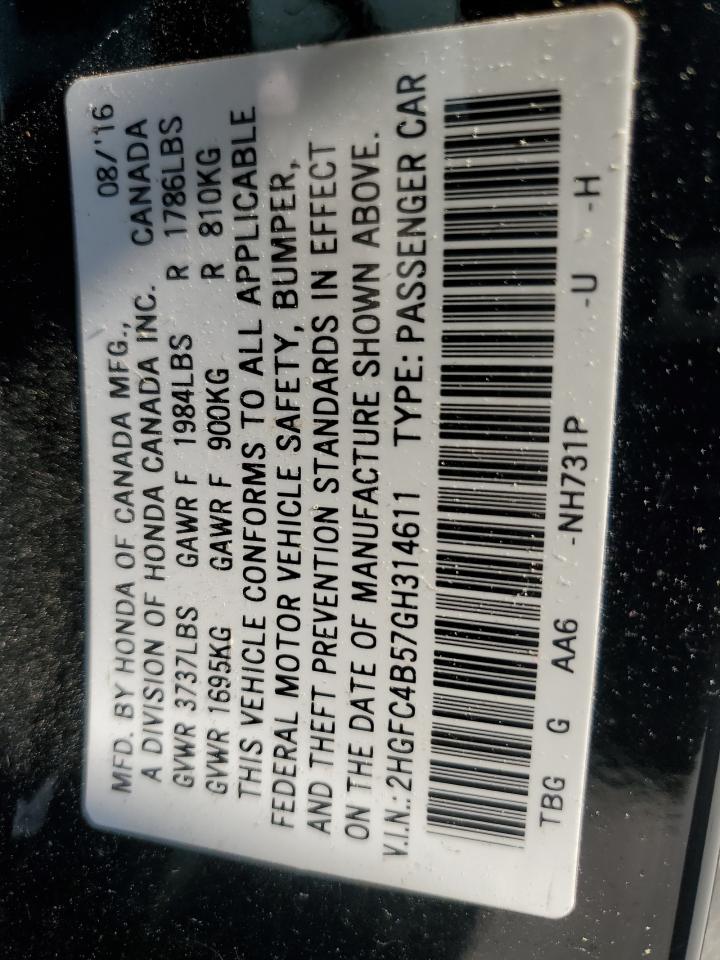 MFD. BY HONDA OF CANADA MFG., 08/'16
A DIVISION OF HONDA CANADA INC. CANADA
GVWR 3737LBS GAWR F 1984LBS R 1786LBS
GVWR 1695KG GAWR F 900KG R 810KG
THIS VEHICLE CONFORMS TO ALL APPLICABLE
FEDERAL MOTOR VEHICLE SAFETY, BUMPER,
AND THEFT PREVENTION STANDARDS IN EFFECT
ON THE DATE OF MANUFACTURE SHOWN ABOVE.
V.I.N.: 2HGFC4B57GH314611 TYPE: PASSENGER CAR
TBG G AA6 -NH731P -U -H